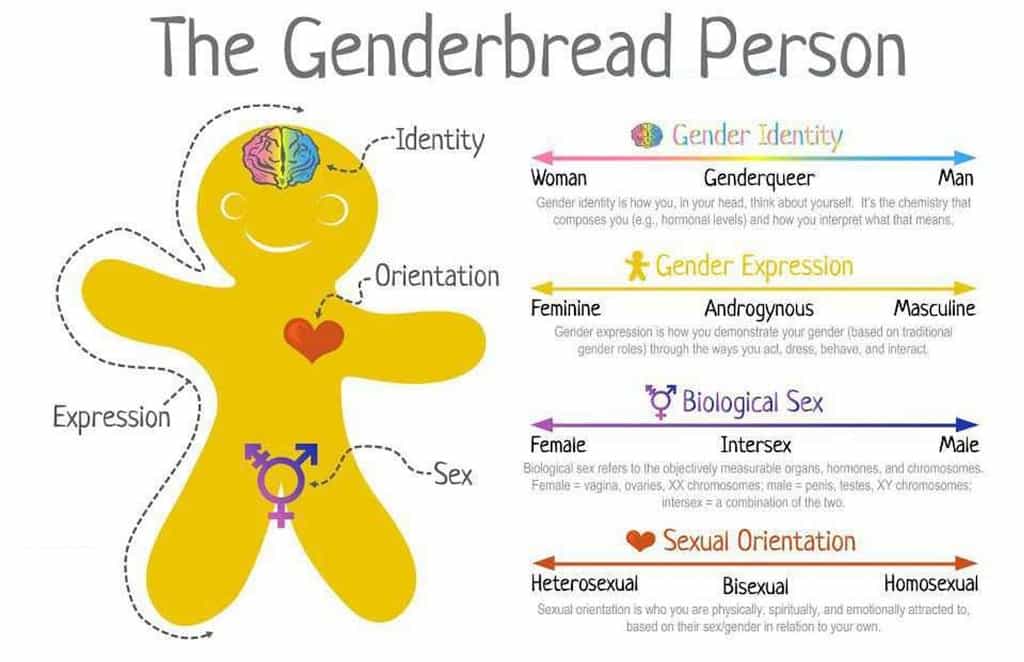 The Genderbread Person
Identity
Orientation
Expression
Sex
Gender Identity
Woman Genderqueer Man
Gender identity is how you, in your head, think about yourself. It's the chemistry that
composes you (e.g., hormonal levels) and how you interpret what that means.
Gender Expression
Feminine Androgynous Masculine
Gender expression is how you demonstrate your gender (based on traditional
gender roles) through the ways you act, dress, behave, and interact.
Biological Sex
Female Intersex Male
Biological sex refers to the objectively measurable organs, hormones, and chromosomes.
Female = vagina, ovaries, XX chromosomes; male = penis, testes, XY chromosomes;
intersex = a combination of the two.
Sexual Orientation
Heterosexual Bisexual Homosexual
Sexual orientation is who you are physically, spiritually, and emotionally attracted to,
based on their sex/gender in relation to your own.